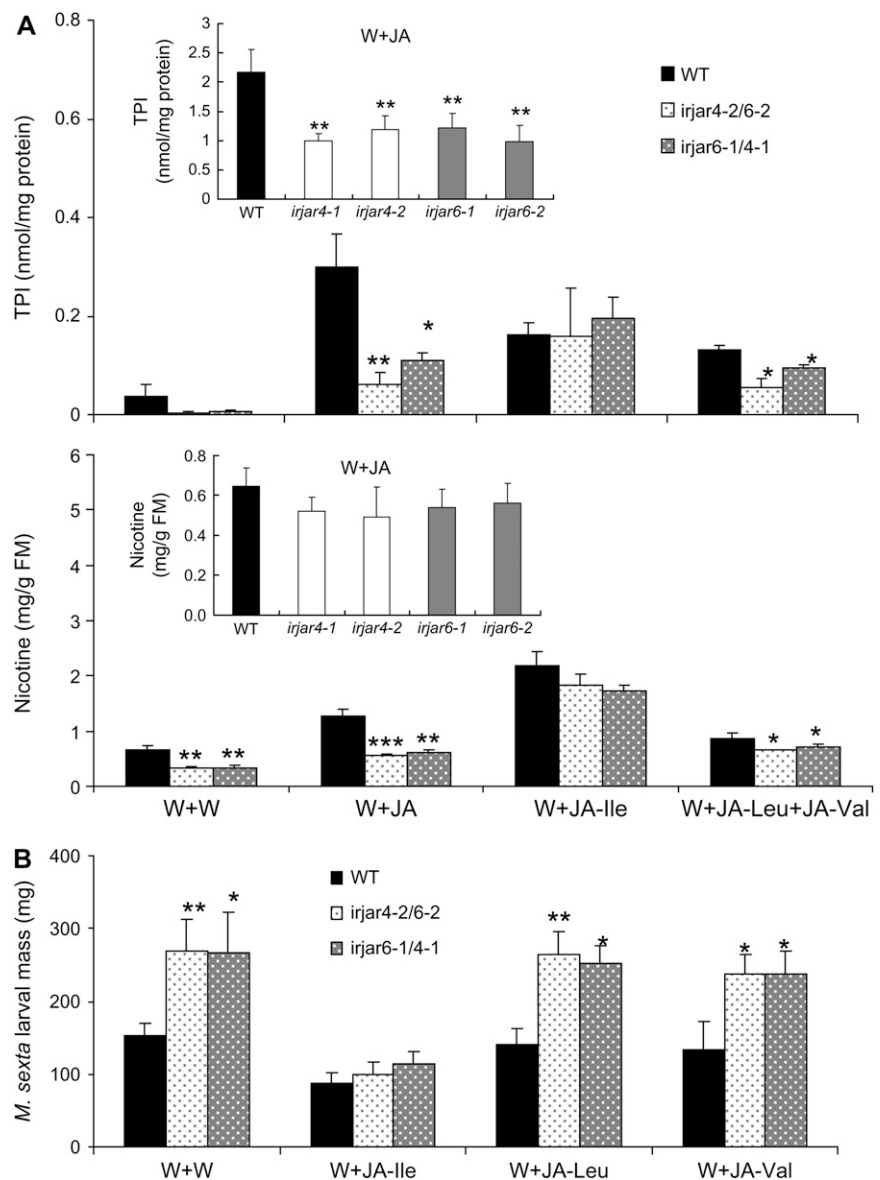 A
0.8
0.6
0.4
0.2
0
TPI (nmol/mg protein)
W+JA
TPI
(nmol/mg protein)
3
2.5
2
1.5
1
0.5
0
** ** ** **
WT irjar4-1 irjar4-2 irjar6-1 irjar6-2
WT
irjar4-2/6-2
irjar6-1/4-1
** * * *
6
5
4
3
2
1
0
Nicotine (mg/g FM)
W+JA
Nicotine
(mg/g FM)
0.8
0.6
0.4
0.2
0.0
WT irjar4-1 irjar4-2 irjar6-1 irjar6-2
** ** *** ** * *
W+W W+JA W+JA-Ile W+JA-Leu+JA-Val
B
400
300
200
100
0
M. sexta larval mass (mg)
WT
irjar4-2/6-2
irjar6-1/4-1
** * ** * * *
W+W W+JA-Ile W+JA-Leu W+JA-Val